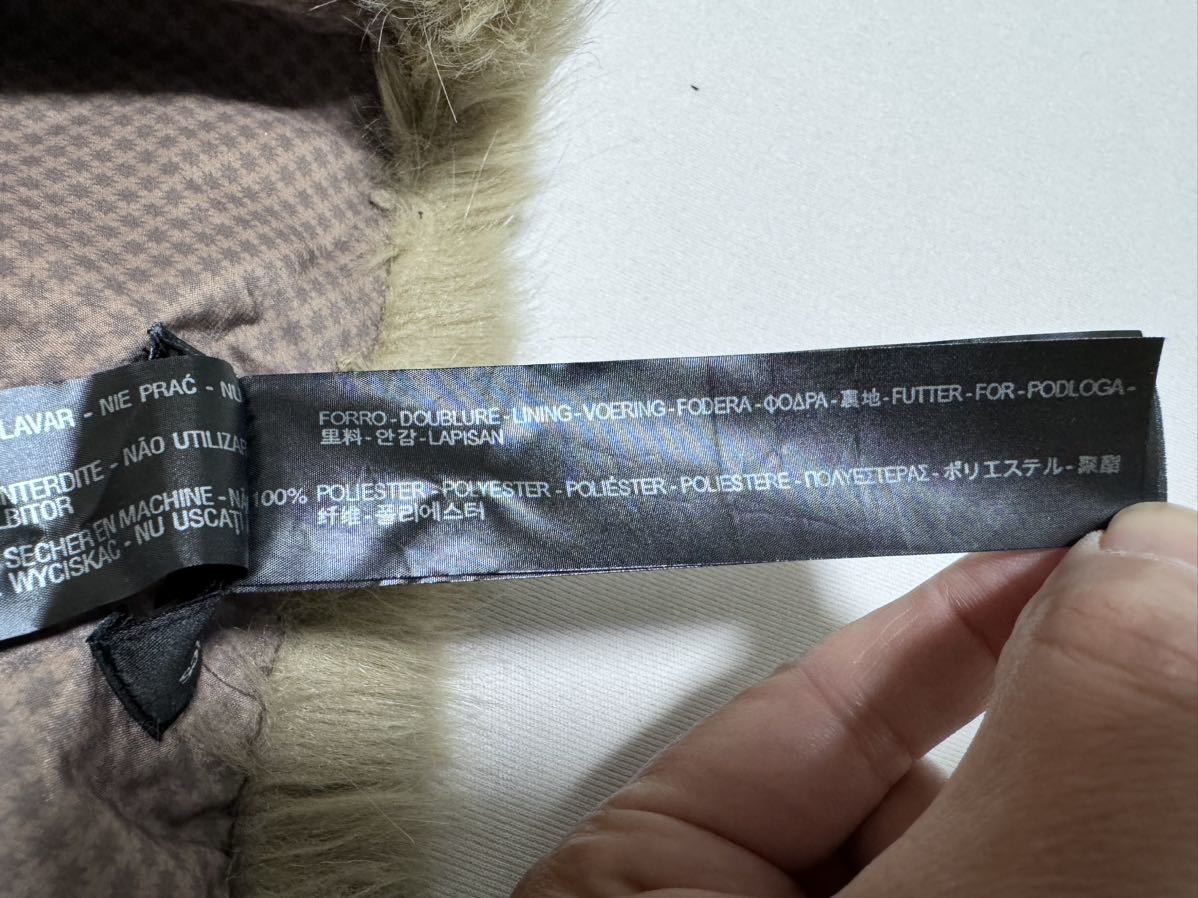 LAVAR - NIE PRAĆ - NU
INTERDITE - NÃO UTILIZAR
LBITOR
SECHER EN MACHINE - NÃ
WYCISKAĆ - NU USCAȚI
FORRO - DOUBLURE - LINING - VOERING - FODERA - ΦΟΔΡΑ - 裏地 - FUTTER - FOR - PODLOGA -
里料 - 안감 - LAPISAN
100% POLIESTER - POLYESTER - POLIÉSTER - POLIESTERE - ΠΟΛΥΕΣΤΕΡΑΣ - ポリエステル - 聚酯
纤维 - 폴리에스터